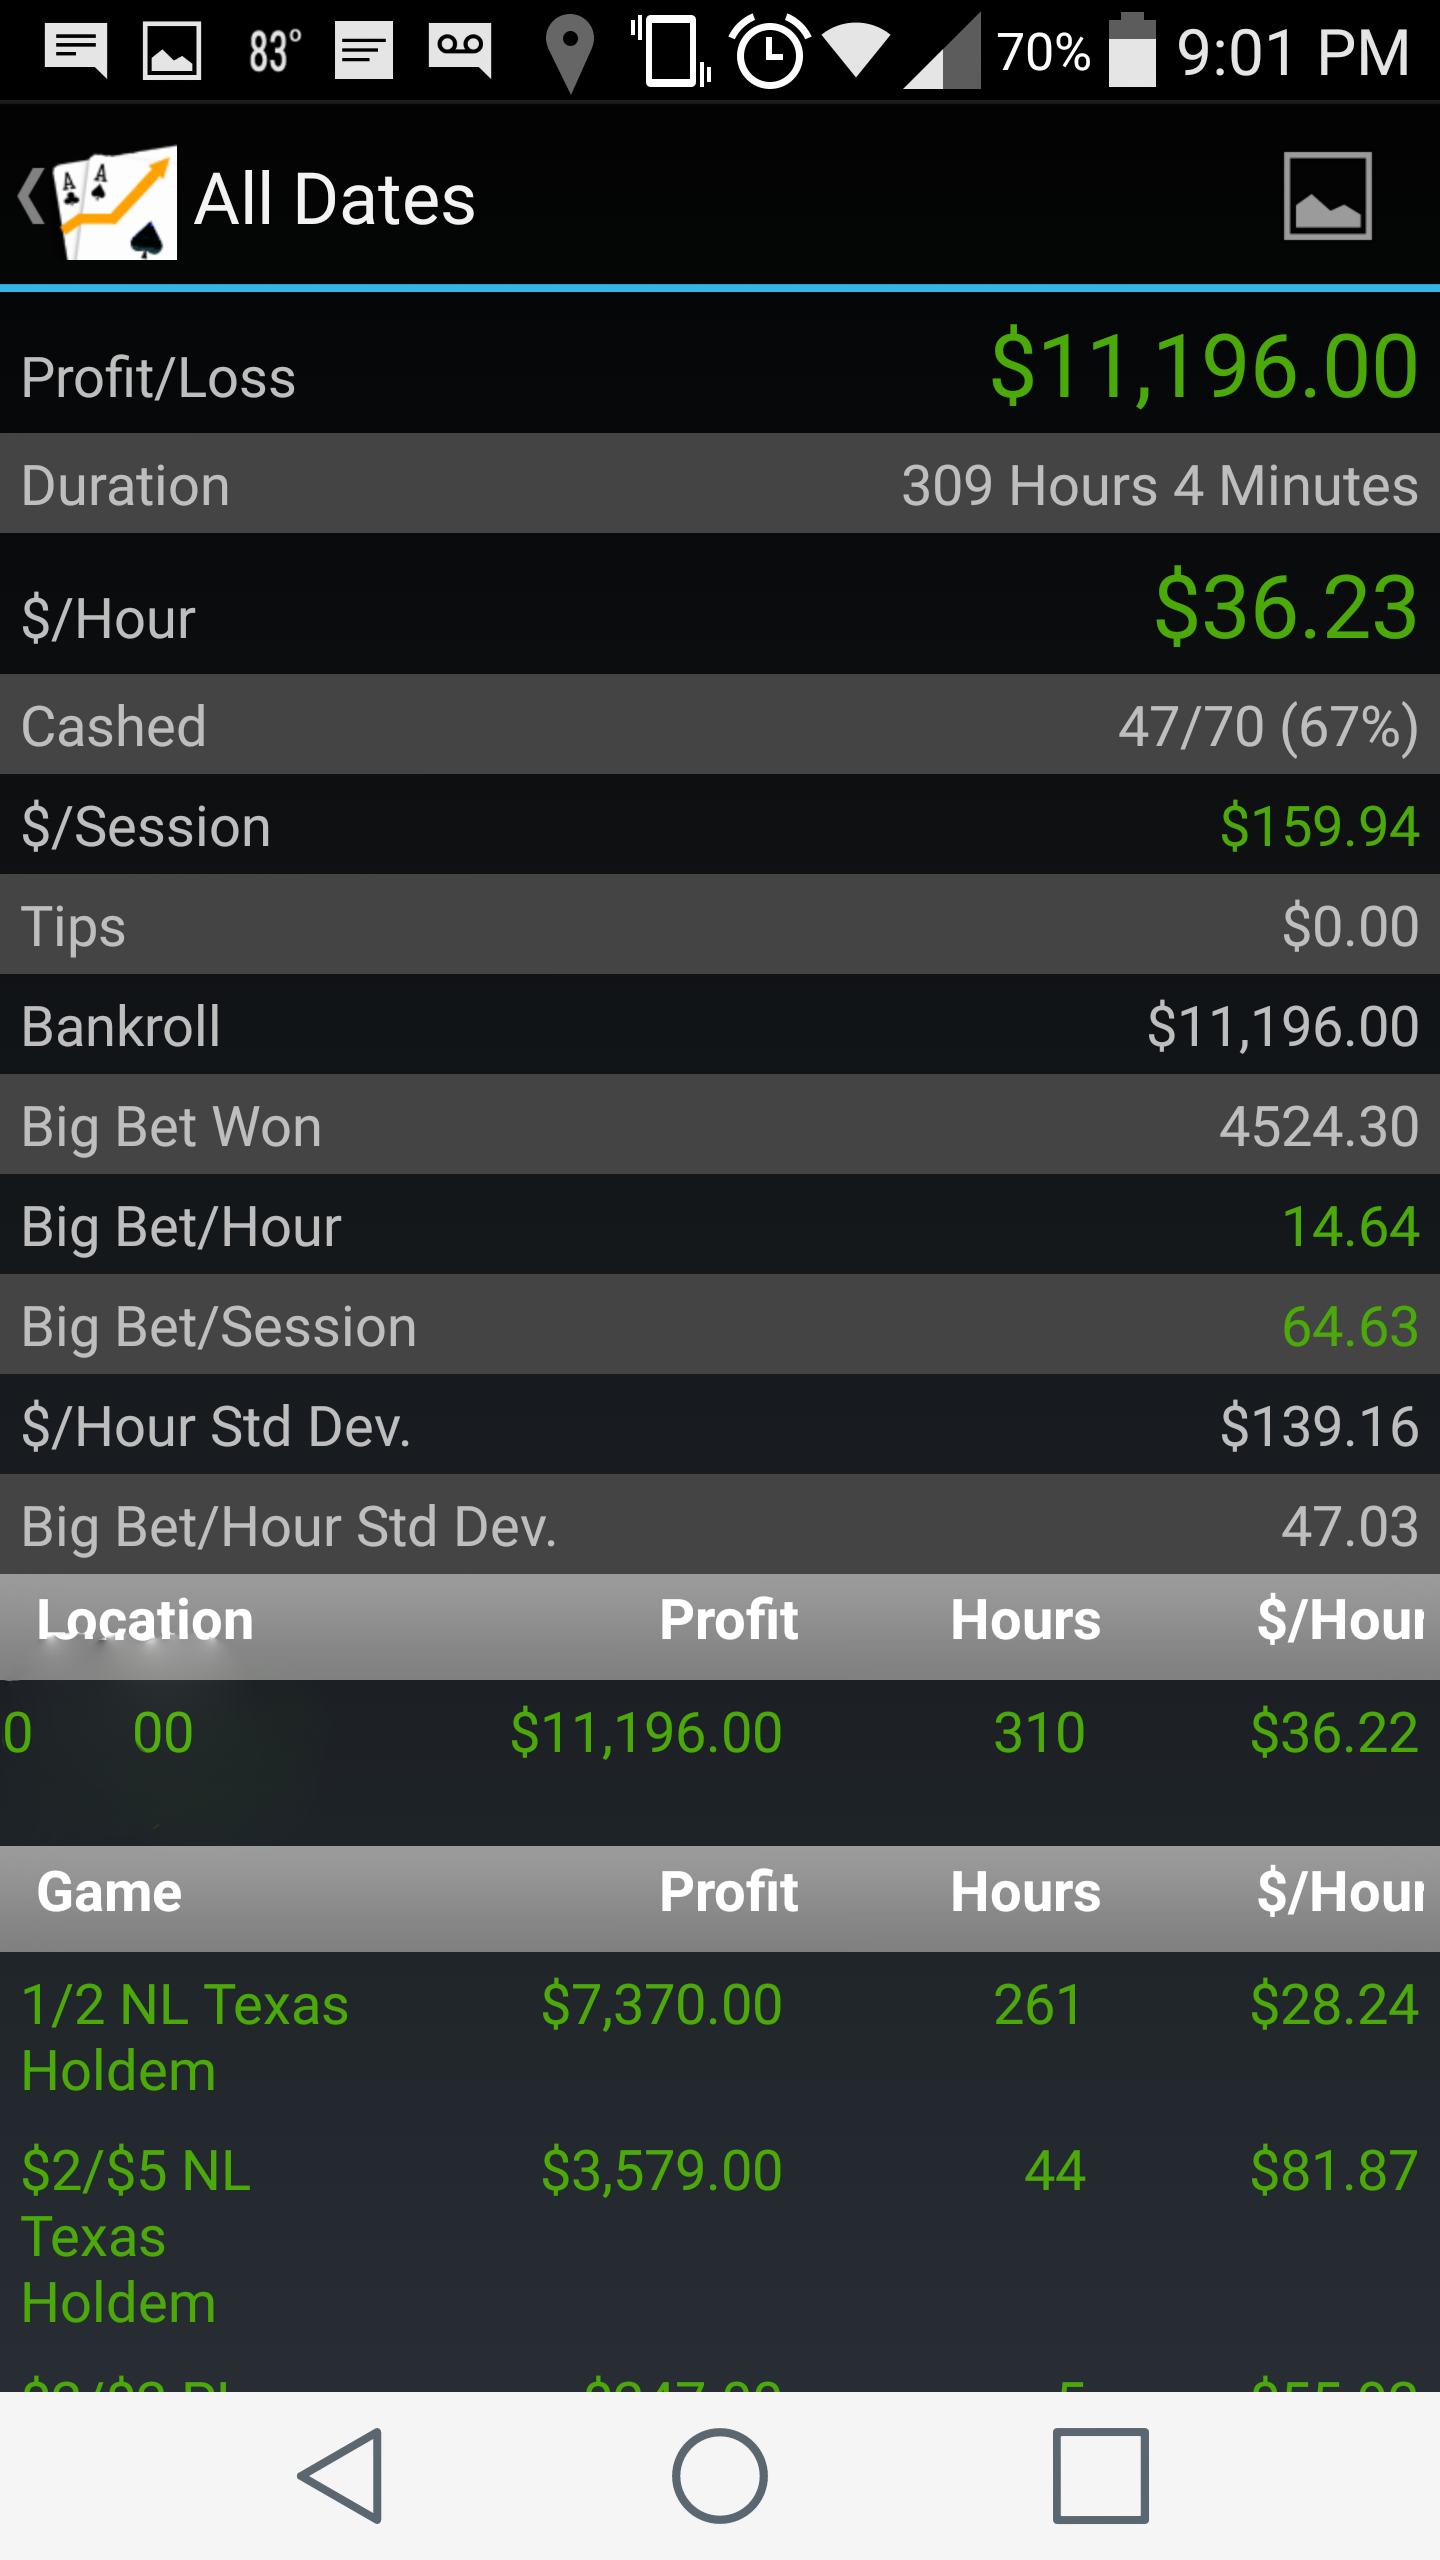 83° 70% 9:01 PM
All Dates
Profit/Loss $11,196.00
Duration 309 Hours 4 Minutes
$/Hour $36.23
Cashed 47/70 (67%)
$/Session $159.94
Tips $0.00
Bankroll $11,196.00
Big Bet Won 4524.30
Big Bet/Hour 14.64
Big Bet/Session 64.63
$/Hour Std Dev. $139.16
Big Bet/Hour Std Dev. 47.03
Location Profit Hours $/Hour
0 00 $11,196.00 310 $36.22
Game Profit Hours $/Hour
1/2 NL Texas $7,370.00 261 $28.24
Holdem
$2/$5 NL $3,579.00 44 $81.87
Texas
Holdem